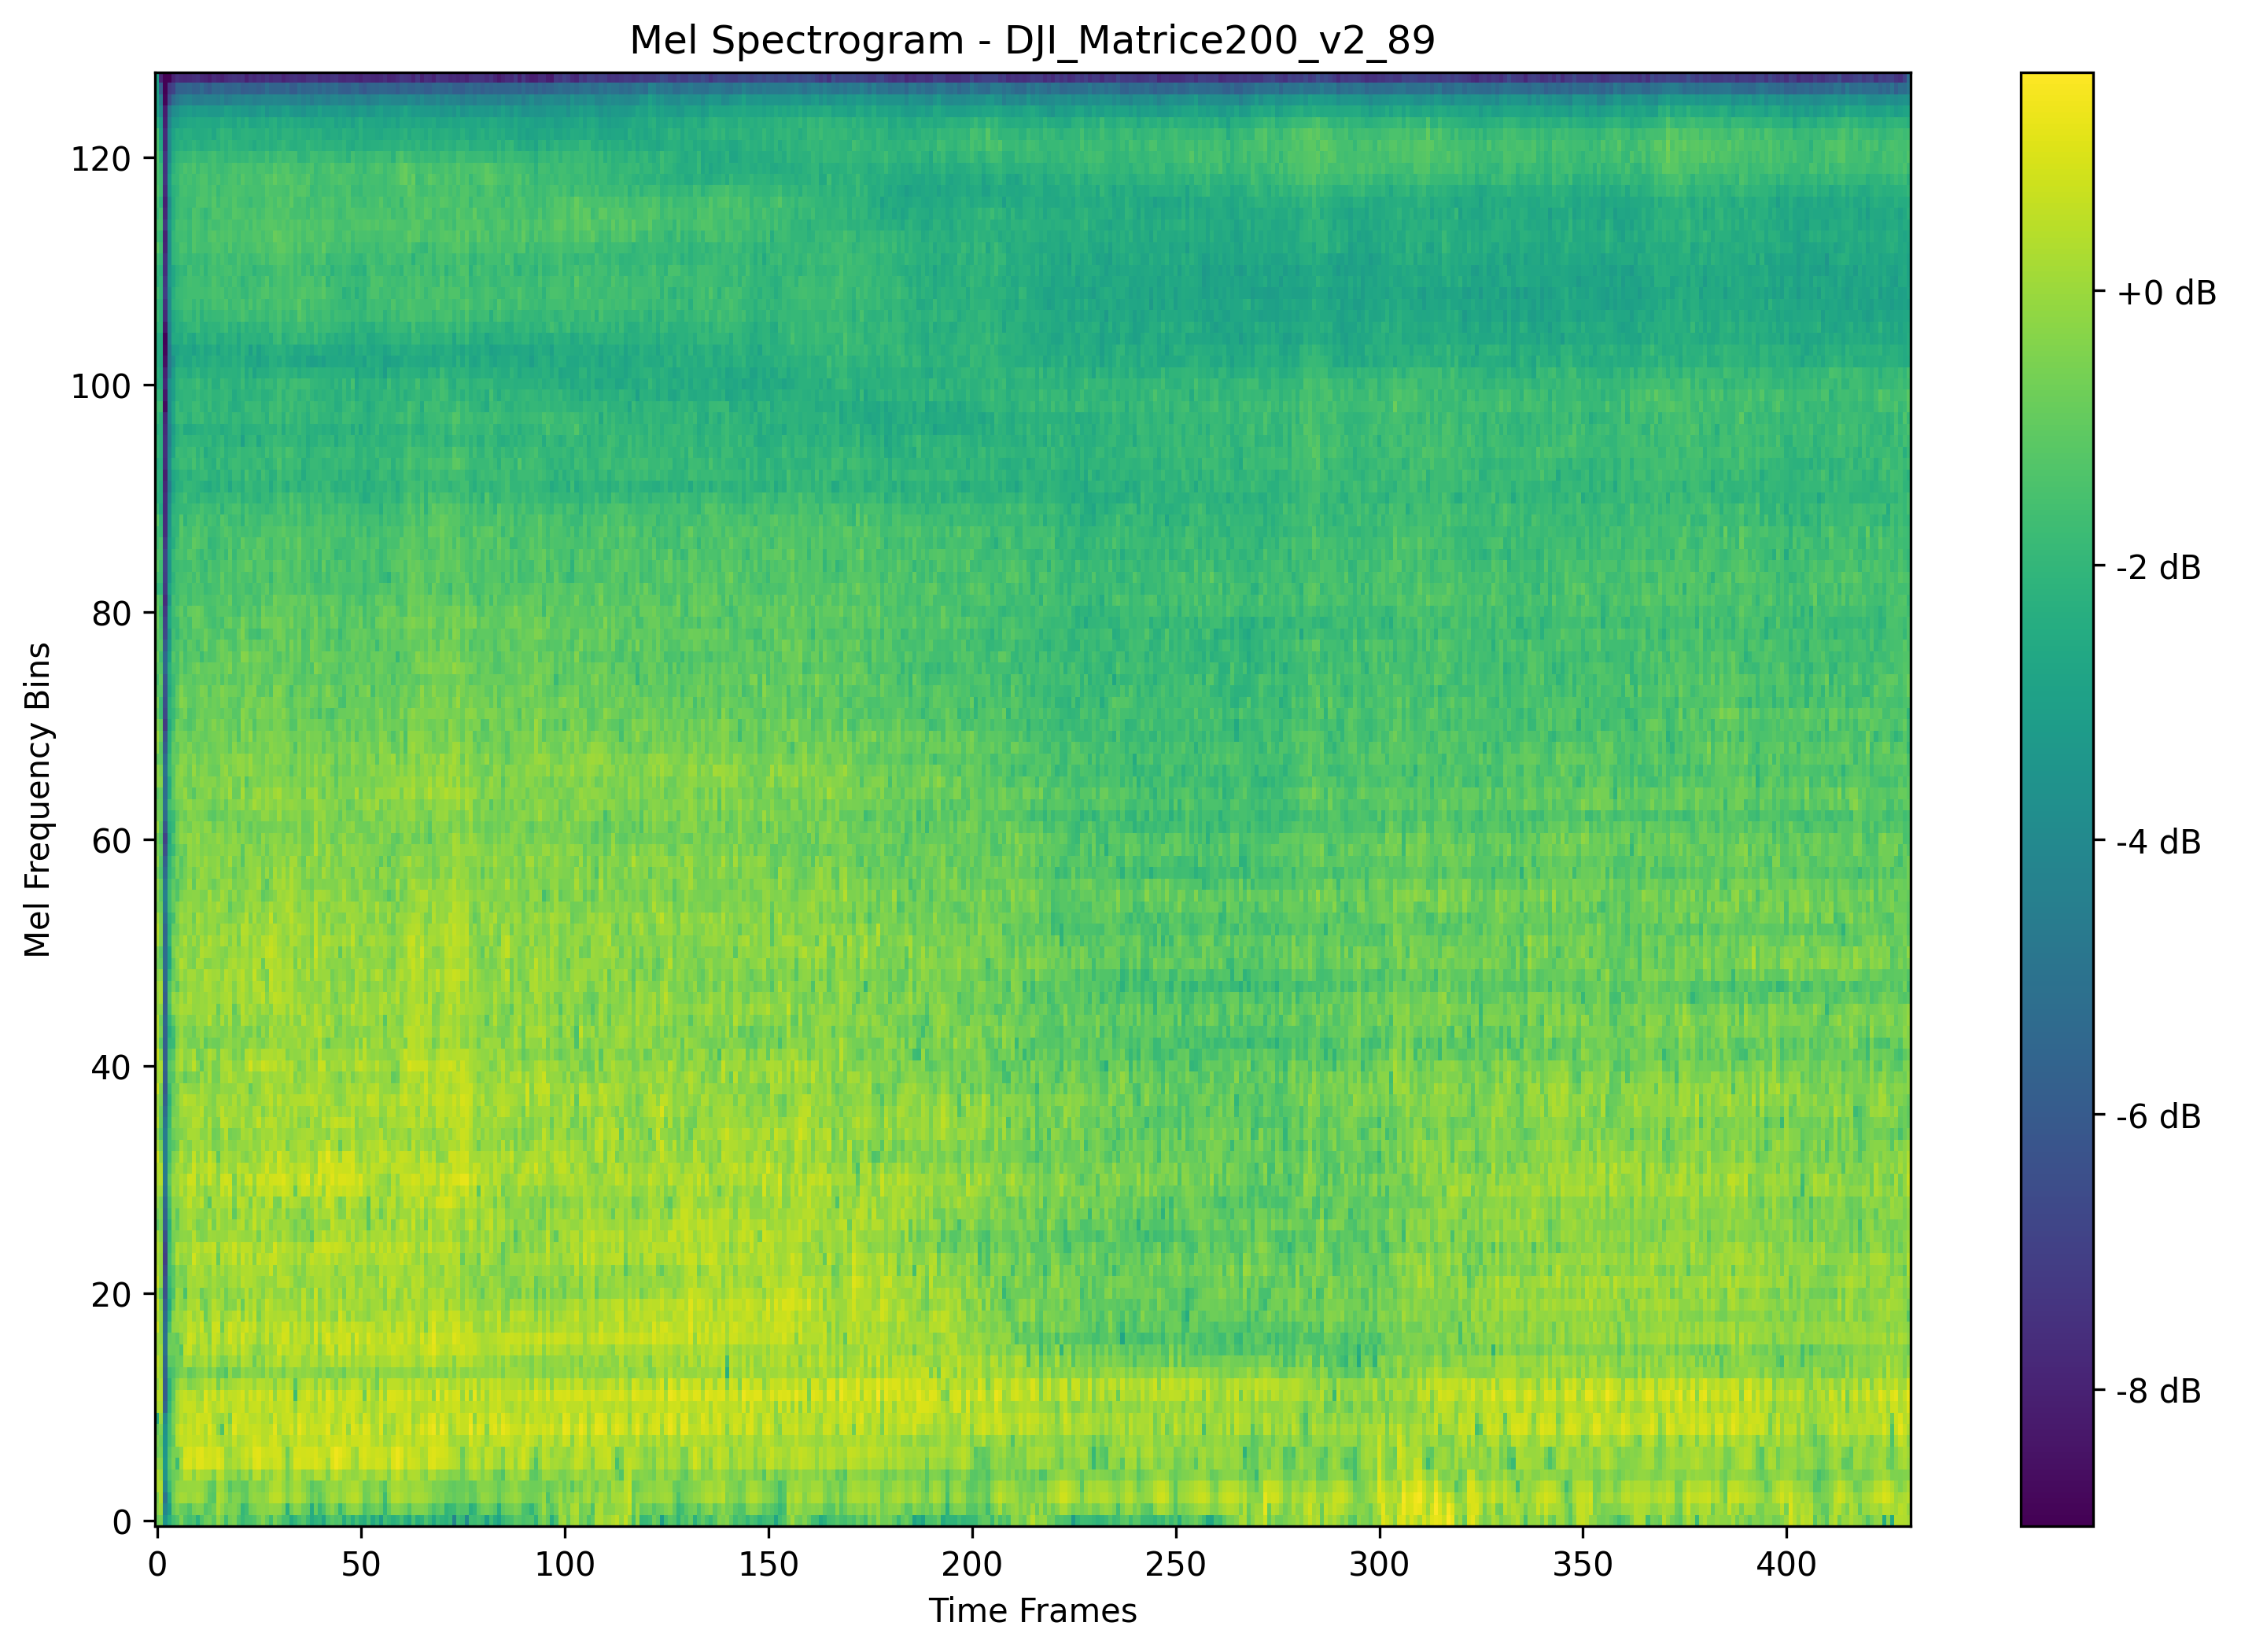 Mel Spectrogram - DJI_Matrice200_v2_89
Mel Frequency Bins
120
100
80
60
40
20
0
0 50 100 150 200 250 300 350 400
Time Frames
+0 dB
-2 dB
-4 dB
-6 dB
-8 dB